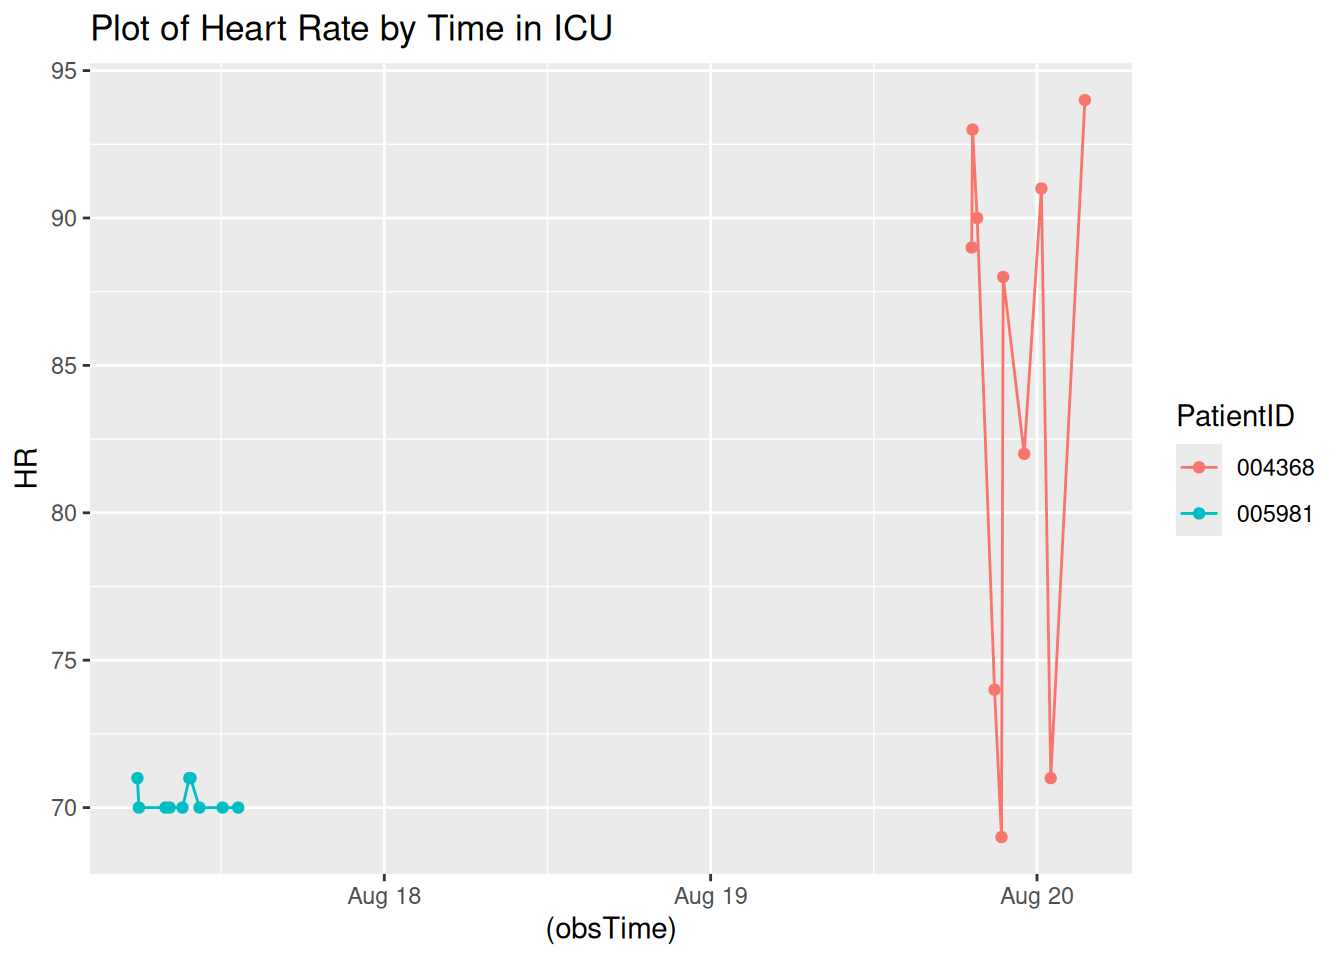 Plot of Heart Rate by Time in ICU
95
90
85
80
75
70
HR
Aug 18
Aug 19
Aug 20
(obsTime)
PatientID
004368
005981